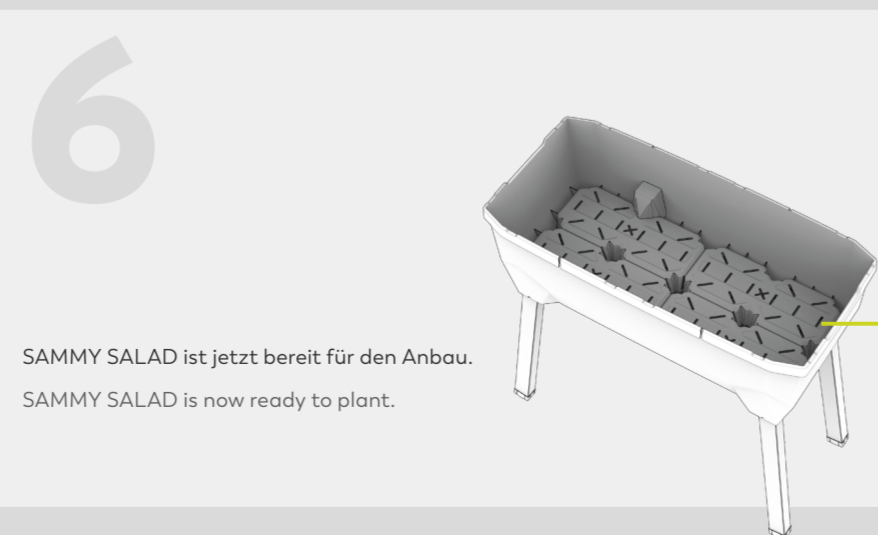 6
SAMMY SALAD ist jetzt bereit für den Anbau.
SAMMY SALAD is now ready to plant.